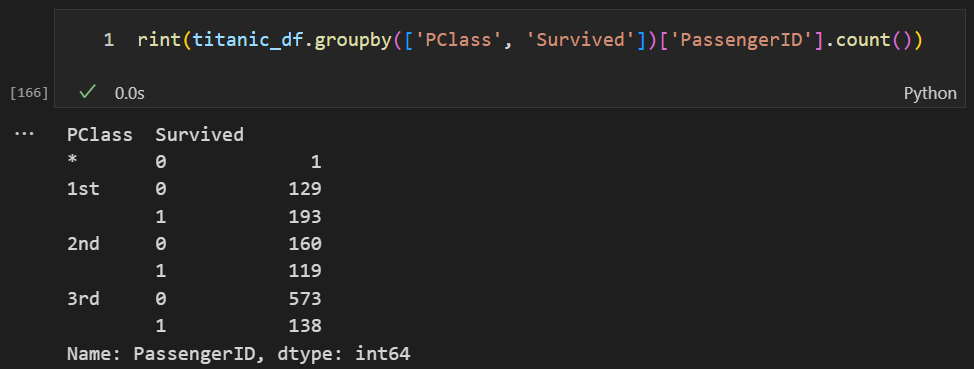 1 rint(titanic_df.groupby(['PClass', 'Survived'])['PassengerID'].count())
[166] ✓ 0.0s Python
... PClass Survived
* 0 1
1st 0 129
1 193
2nd 0 160
1 119
3rd 0 573
1 138
Name: PassengerID, dtype: int64